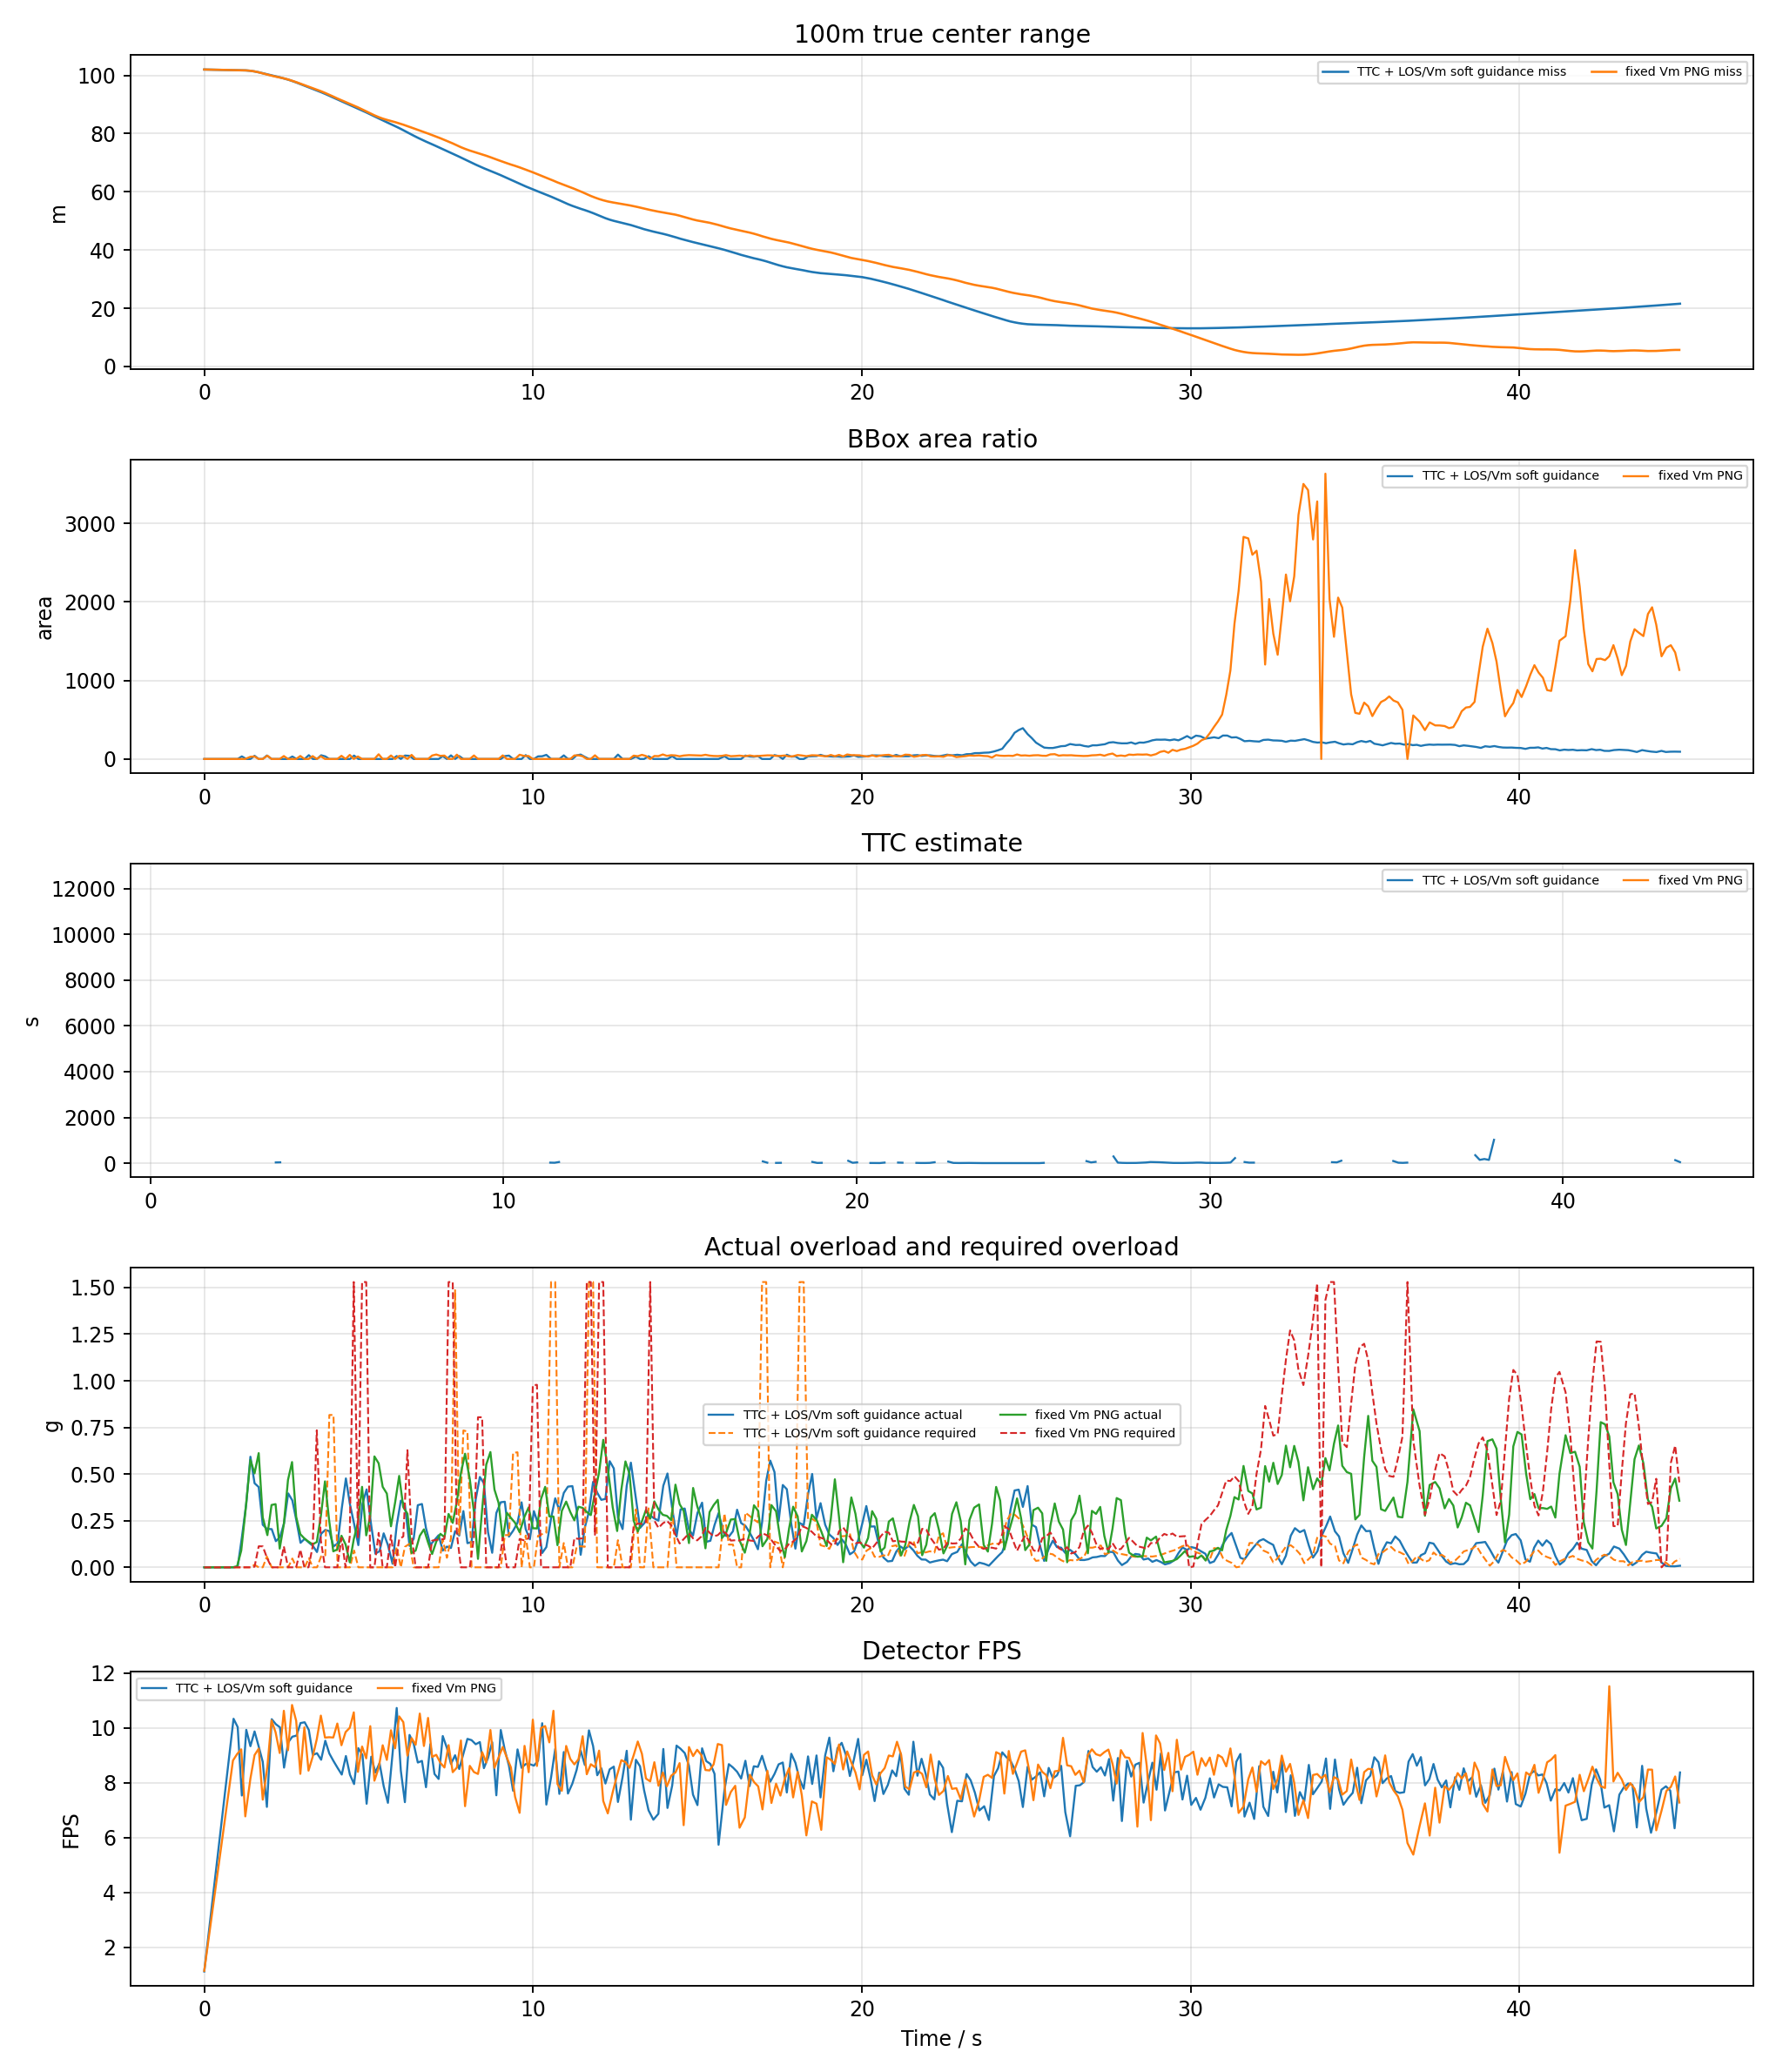 100m true center range
TTC + LOS/Vm soft guidance miss fixed Vm PNG miss
100
80
60
40
20
0
m
0 10 20 30 40
BBox area ratio
TTC + LOS/Vm soft guidance fixed Vm PNG
3000
2000
1000
0
area
0 10 20 30 40
TTC estimate
TTC + LOS/Vm soft guidance fixed Vm PNG
12000
10000
8000
6000
4000
2000
0
s
0 10 20 30 40
Actual overload and required overload
1.50
1.25
1.00
0.75
0.50
0.25
0.00
g
TTC + LOS/Vm soft guidance actual fixed Vm PNG actual
TTC + LOS/Vm soft guidance required fixed Vm PNG required
0 10 20 30 40
Detector FPS
TTC + LOS/Vm soft guidance fixed Vm PNG
12
10
8
6
4
2
FPS
0 10 20 30 40
Time / s